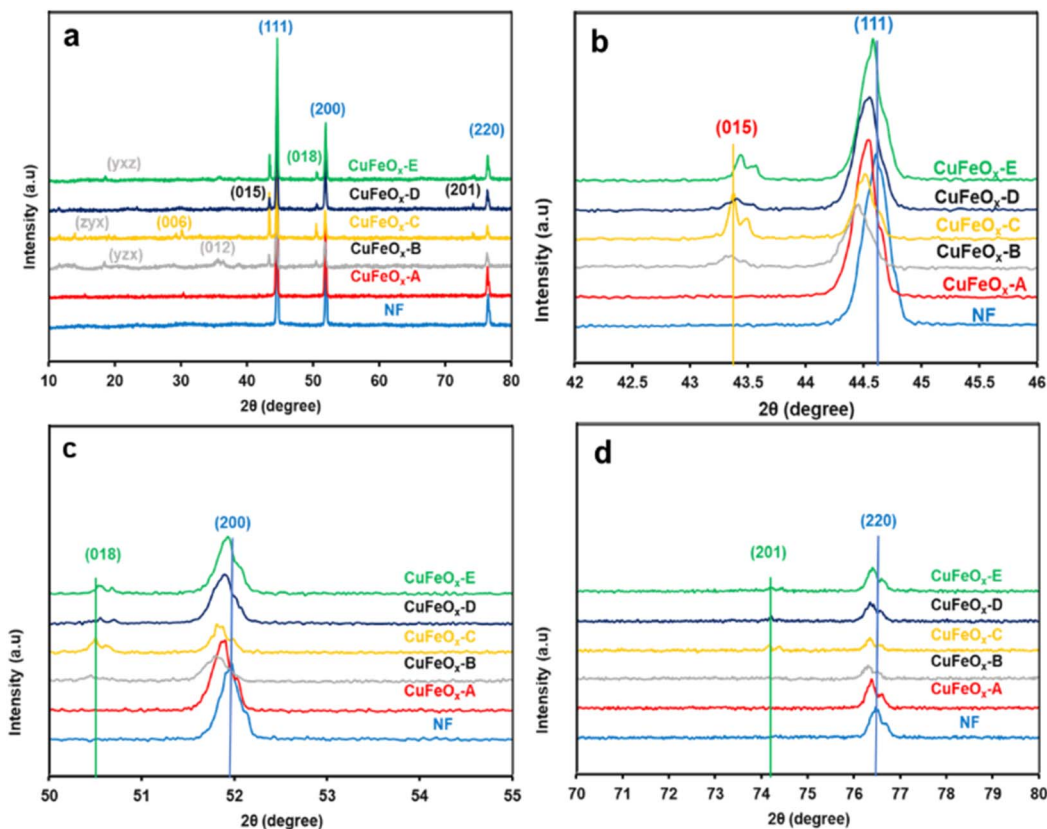 a
(111)
(200)
(220)
(yxz)
(018)
CuFeOₓ-E
(015)
CuFeOₓ-D
(201)
(zyx)
(006)
CuFeOₓ-C
(yzx)
(012)
CuFeOₓ-B
CuFeOₓ-A
NF
Intensity (a.u)
10 20 30 40 50 60 70 80
2θ (degree)
b
(111)
(015)
CuFeOₓ-E
CuFeOₓ-D
CuFeOₓ-C
CuFeOₓ-B
CuFeOₓ-A
NF
Intensity (a.u)
42 42.5 43 43.5 44 44.5 45 45.5 46
2θ (degree)
c
(200)
(018)
CuFeOₓ-E
CuFeOₓ-D
CuFeOₓ-C
CuFeOₓ-B
CuFeOₓ-A
NF
Intensity (a.u)
50 51 52 53 54 55
2θ (degree)
d
(220)
(201)
CuFeOₓ-E
CuFeOₓ-D
CuFeOₓ-C
CuFeOₓ-B
CuFeOₓ-A
NF
Intensity (a.u)
70 71 72 73 74 75 76 77 78 79 80
2θ (degree)